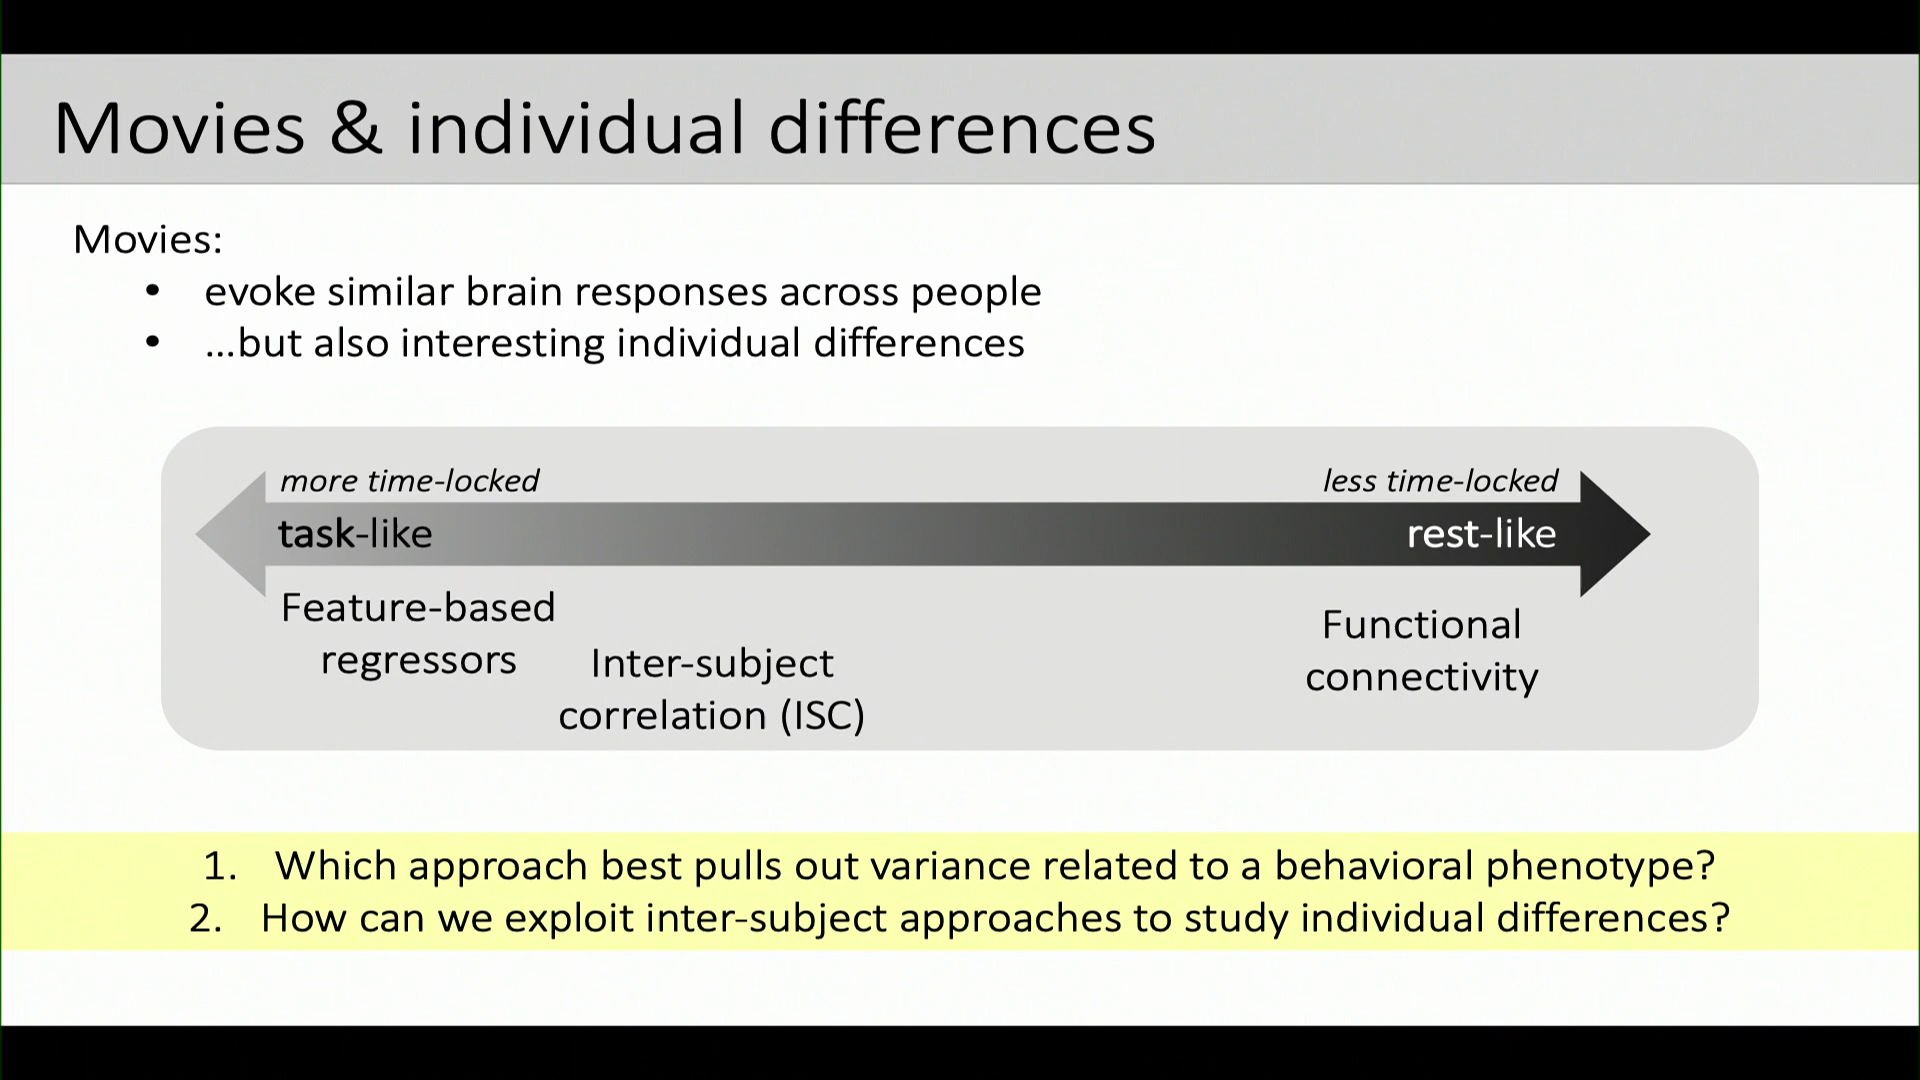 Movies & individual differences
Movies:
• evoke similar brain responses across people
• ...but also interesting individual differences
more time-locked
less time-locked
task-like
rest-like
Feature-based
regressors
Inter-subject
correlation (ISC)
Functional
connectivity
1. Which approach best pulls out variance related to a behavioral phenotype?
2. How can we exploit inter-subject approaches to study individual differences?